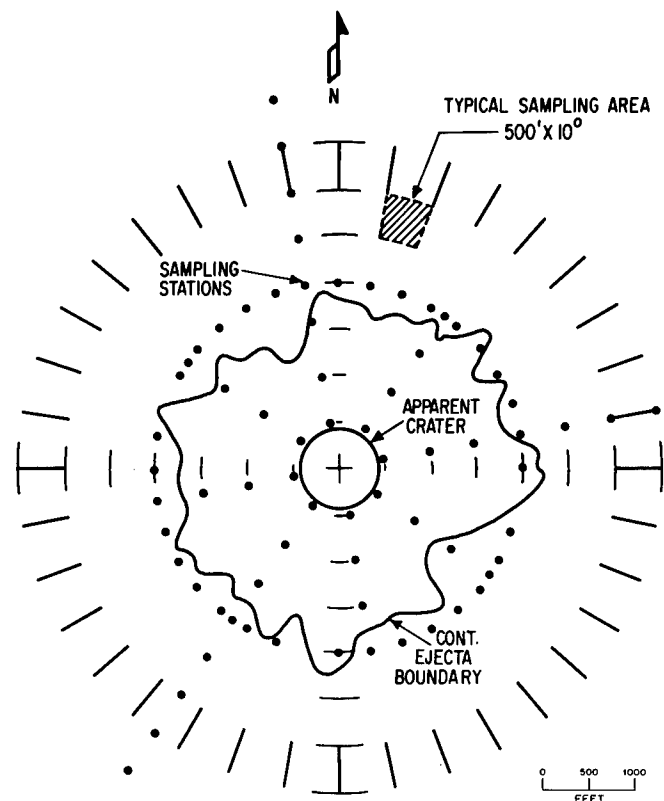 N
TYPICAL SAMPLING AREA
500' X 10°
SAMPLING
STATIONS
APPARENT
CRATER
CONT.
EJECTA
BOUNDARY
0 500 1000
FEET